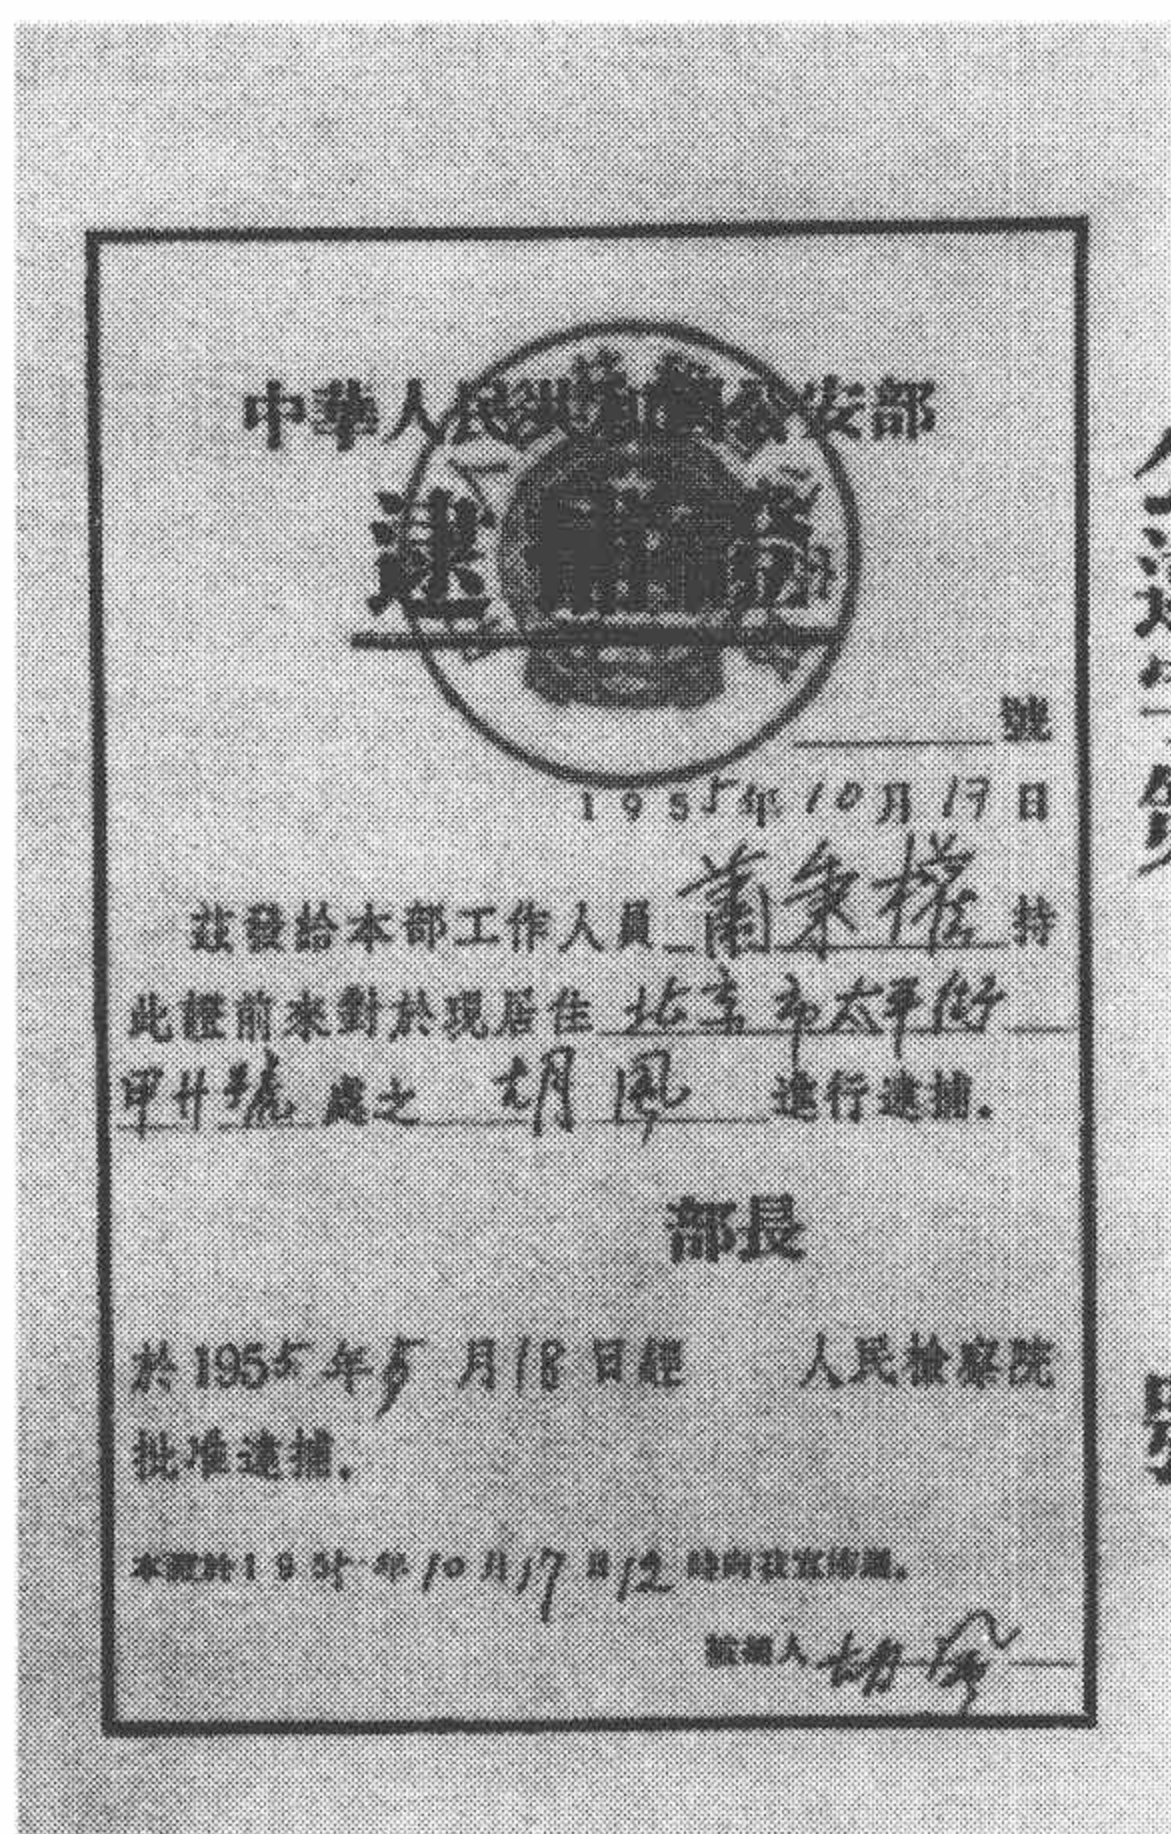 中華人民共和國公安部
逮捕證
號
1955年10月17日
茲發給本部工作人員 蕭秉權 持
此證前來對於現居住 北京市太平街
甲廿號 處之 胡風 進行逮捕。
部長
於1955年5月18日經 人民檢察院
批准逮捕。
本證於1955年10月17日12時向我宣佈過。
被捕人 胡風